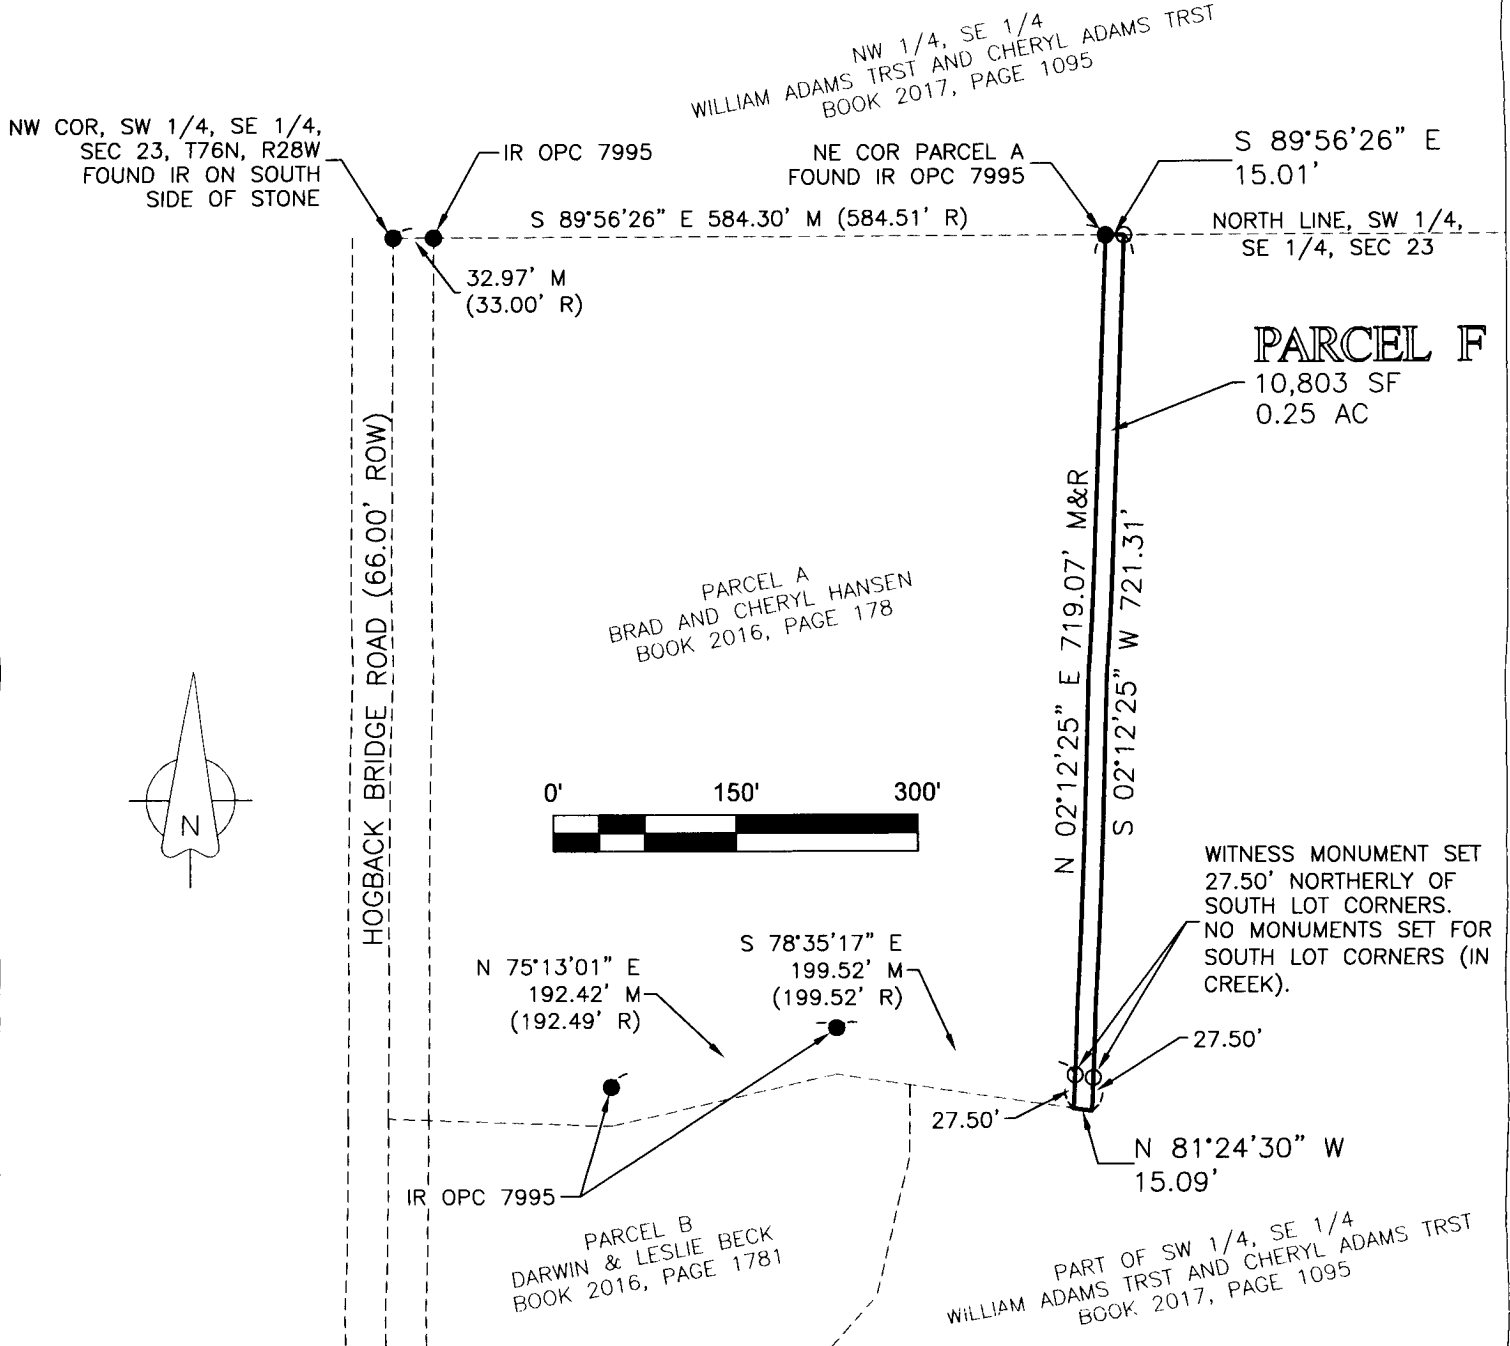 NW 1/4, SE 1/4
WILLIAM ADAMS TRST AND CHERYL ADAMS TRST
BOOK 2017, PAGE 1095
NW COR, SW 1/4, SE 1/4,
SEC 23, T76N, R28W
FOUND IR ON SOUTH
SIDE OF STONE
IR OPC 7995
NE COR PARCEL A
FOUND IR OPC 7995
S 89°56'26" E
15.01'
S 89°56'26" E 584.30' M (584.51' R)
NORTH LINE, SW 1/4,
SE 1/4, SEC 23
32.97' M
(33.00' R)
PARCEL F
10,803 SF
0.25 AC
HOGBACK BRIDGE ROAD (66.00' ROW)
N 02°12'25" E 719.07' M&R
S 02°12'25" W 721.31'
PARCEL A
BRAD AND CHERYL HANSEN
BOOK 2016, PAGE 178
N
0' 150' 300'
WITNESS MONUMENT SET
27.50' NORTHERLY OF
SOUTH LOT CORNERS.
NO MONUMENTS SET FOR
SOUTH LOT CORNERS (IN
CREEK).
N 75°13'01" E
192.42' M
(192.49' R)
S 78°35'17" E
199.52' M
(199.52' R)
27.50'
27.50'
N 81°24'30" W
15.09'
IR OPC 7995
PARCEL B
DARWIN & LESLIE BECK
BOOK 2016, PAGE 1781
PART OF SW 1/4, SE 1/4
WILLIAM ADAMS TRST AND CHERYL ADAMS TRST
BOOK 2017, PAGE 1095